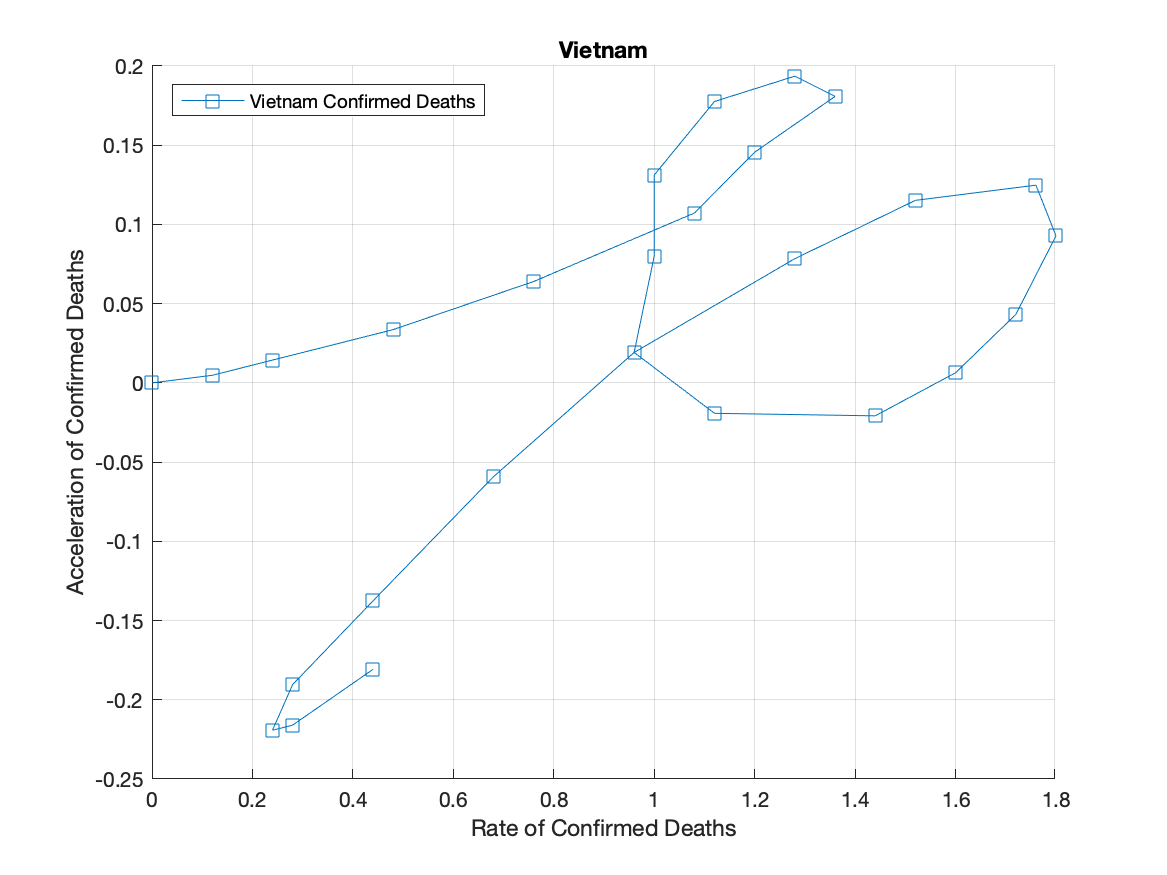 Vietnam
Vietnam Confirmed Deaths
0.2
0.15
0.1
0.05
0
-0.05
-0.1
-0.15
-0.2
-0.25
Acceleration of Confirmed Deaths
0 0.2 0.4 0.6 0.8 1 1.2 1.4 1.6 1.8
Rate of Confirmed Deaths